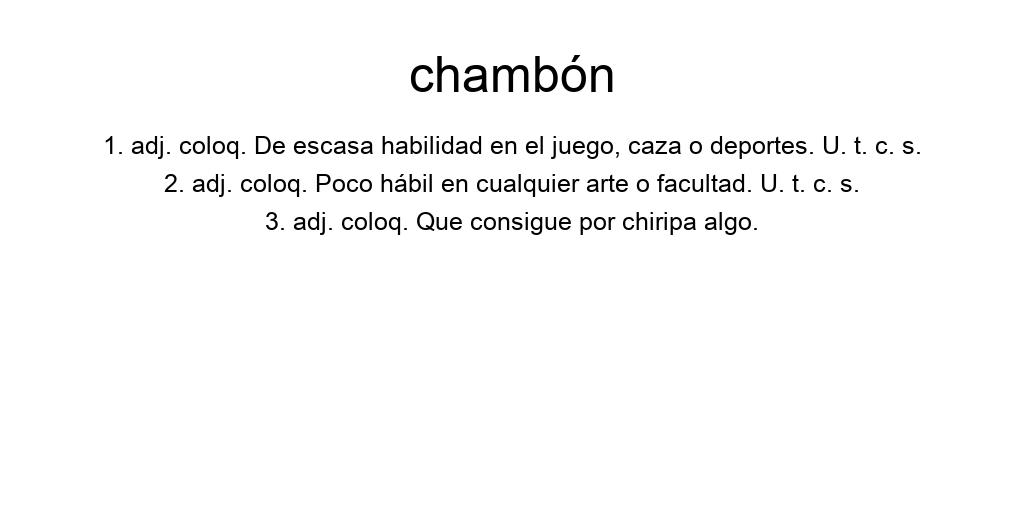 chambón
1. adj. coloq. De escasa habilidad en el juego, caza o deportes. U. t. c. s.
2. adj. coloq. Poco hábil en cualquier arte o facultad. U. t. c. s.
3. adj. coloq. Que consigue por chiripa algo.